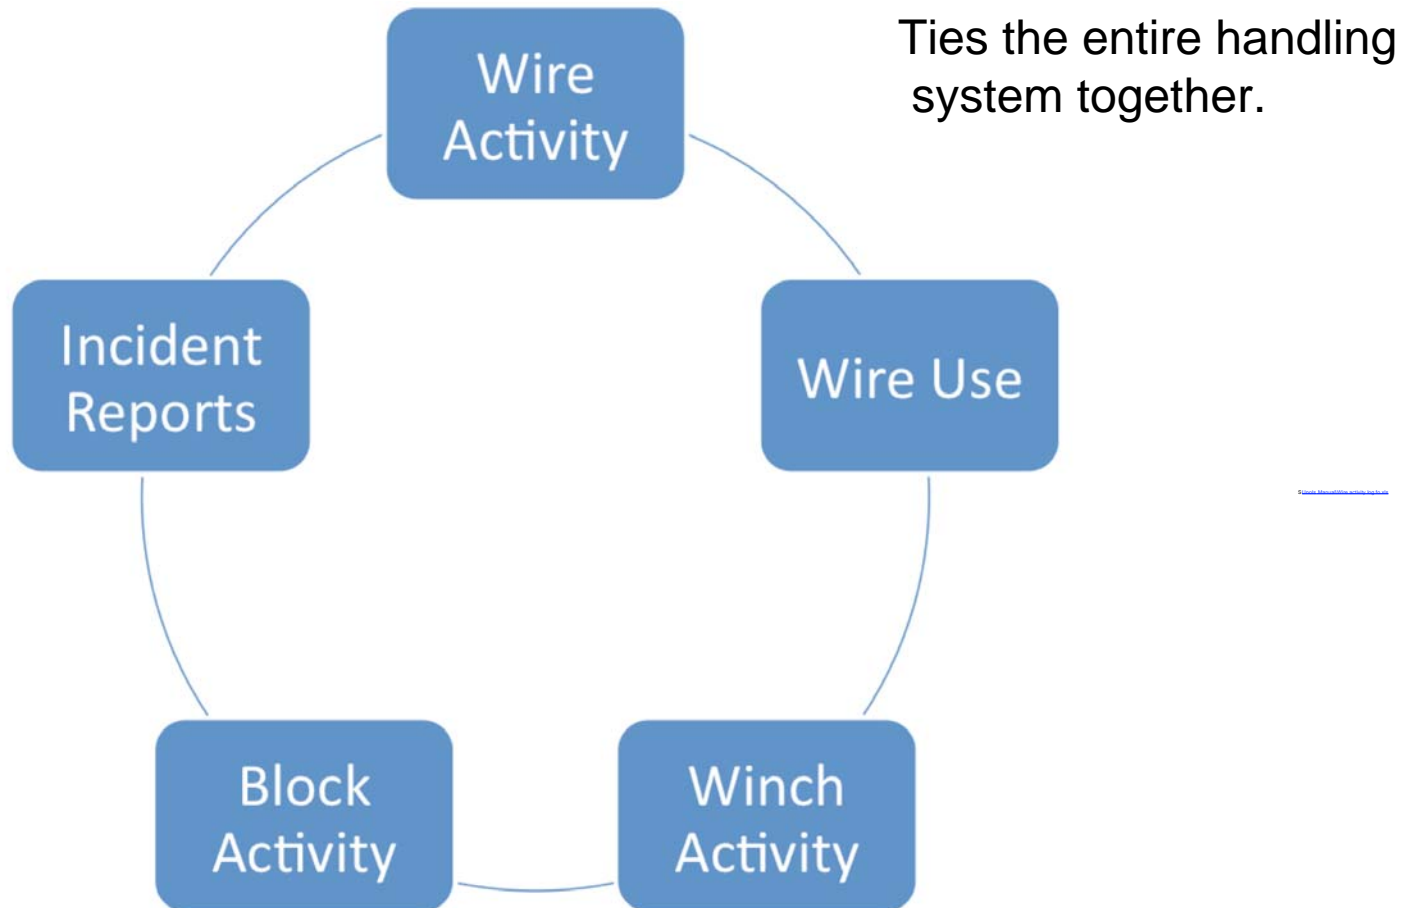 Ties the entire handling
system together.
Wire
Activity
Incident
Reports
Wire Use
Block
Activity
Winch
Activity